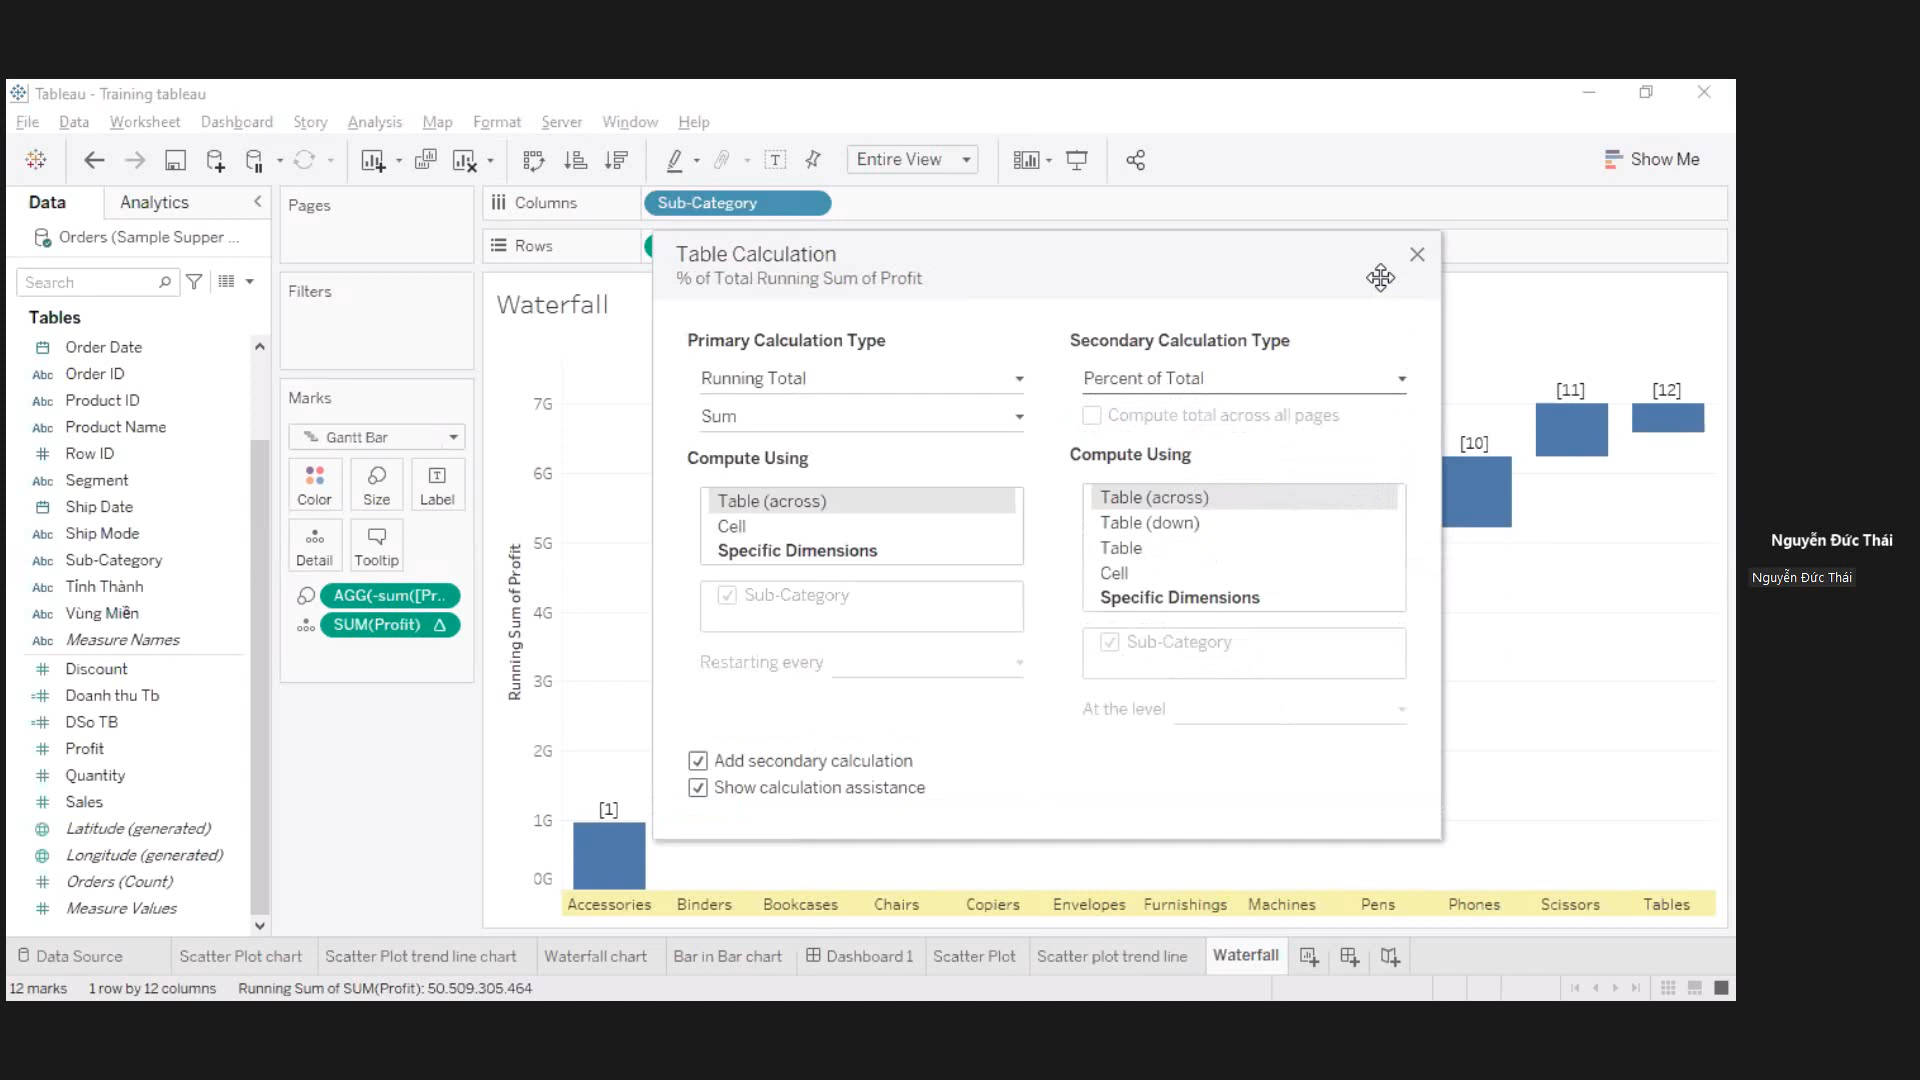 Tableau - Training tableau
File Data Worksheet Dashboard Story Analysis Map Format Server Window Help
Entire View
Show Me
Data
Analytics
Orders (Sample Supper ...
Search
Tables
Order Date
Abc Order ID
Abc Product ID
Abc Product Name
Row ID
Abc Segment
Ship Date
Abc Ship Mode
Abc Sub-Category
Abc Tỉnh Thành
Abc Vùng Miền
Abc Measure Names
Discount
Doanh thu Tb
DSo TB
Profit
Quantity
Sales
Latitude (generated)
Longitude (generated)
Orders (Count)
Measure Values
Pages
Filters
Marks
Gantt Bar
Color
Size
Label
Detail
Tooltip
AGG(-sum([Pr..
SUM(Profit) Δ
Columns
Sub-Category
Rows
Waterfall
Running Sum of Profit
7G
6G
5G
4G
3G
2G
1G
0G
[1]
[10]
[11]
[12]
Accessories Binders Bookcases Chairs Copiers Envelopes Furnishings Machines Pens Phones Scissors Tables
Table Calculation
% of Total Running Sum of Profit
Primary Calculation Type
Running Total
Sum
Compute Using
Table (across)
Cell
Specific Dimensions
Sub-Category
Restarting every
Secondary Calculation Type
Percent of Total
Compute total across all pages
Compute Using
Table (across)
Table (down)
Table
Cell
Specific Dimensions
Sub-Category
At the level
Add secondary calculation
Show calculation assistance
Data Source
Scatter Plot chart
Scatter Plot trend line chart
Waterfall chart
Bar in Bar chart
Dashboard 1
Scatter Plot
Scatter plot trend line
Waterfall
12 marks 1 row by 12 columns Running Sum of SUM(Profit): 50.509.305.464
Nguyễn Đức Thái
Nguyễn Đức Thái